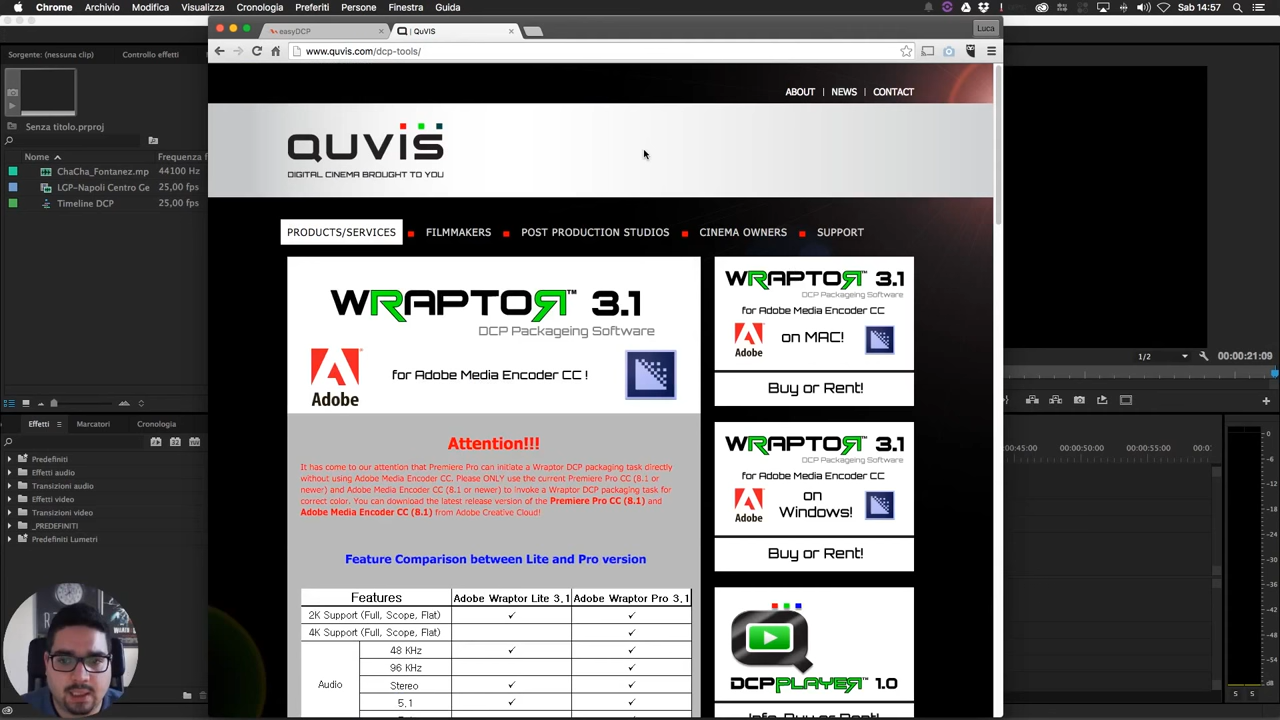 Chrome Archivio Modifica Visualizza Cronologia Preferiti Persone Finestra Guida
Sab 14:57
easyDCP
| QuVIS
Luca
www.quvis.com/dcp-tools/
Sorgente: (nessuna clip)
Controllo effetti
Senza titolo.prproj
Nome
Frequenza f
ChaCha_Fontanez.mp
44100 Hz
LGP-Napoli Centro Ge
25,00 fps
Timeline DCP
25,00 fps
Effetti
Marcatori
Cronologia
Predefiniti
Effetti audio
Transizioni audio
Effetti video
Transizioni video
_PREDEFINITI
Predefiniti Lumetri
ABOUT | NEWS | CONTACT
QUVIS
DIGITAL CINEMA BROUGHT TO YOU
PRODUCTS/SERVICES
FILMMAKERS
POST PRODUCTION STUDIOS
CINEMA OWNERS
SUPPORT
WRAPTOR™ 3.1
DCP Packageing Software
Adobe
for Adobe Media Encoder CC !
Attention!!!
It has come to our attention that Premiere Pro can initiate a Wraptor DCP packaging task directly
without using Adobe Media Encoder CC. Please ONLY use the current Premiere Pro CC (8.1 or
newer) and Adobe Media Encoder CC (8.1 or newer) to invoke a Wraptor DCP packaging task for
correct color. You can download the latest release version of the Premiere Pro CC (8.1) and
Adobe Media Encoder CC (8.1) from Adobe Creative Cloud!
Feature Comparison between Lite and Pro version
Features
Adobe Wraptor Lite 3.1
Adobe Wraptor Pro 3.1
2K Support (Full, Scope, Flat)
✓
✓
4K Support (Full, Scope, Flat)
✓
Audio
48 KHz
✓
✓
96 KHz
✓
Stereo
✓
✓
5.1
✓
✓
WRAPTOR™ 3.1
DCP Packageing Software
for Adobe Media Encoder CC
Adobe
on MAC!
Buy or Rent!
WRAPTOR™ 3.1
DCP Packageing Software
for Adobe Media Encoder CC
Adobe
on
Windows!
Buy or Rent!
DCPPLAYER™ 1.0
Info, Buy or Rent!
1/2
00:00:21:09
:00:45:00
00:00:50:00
00:00:55:00
00:01:0
0
S S